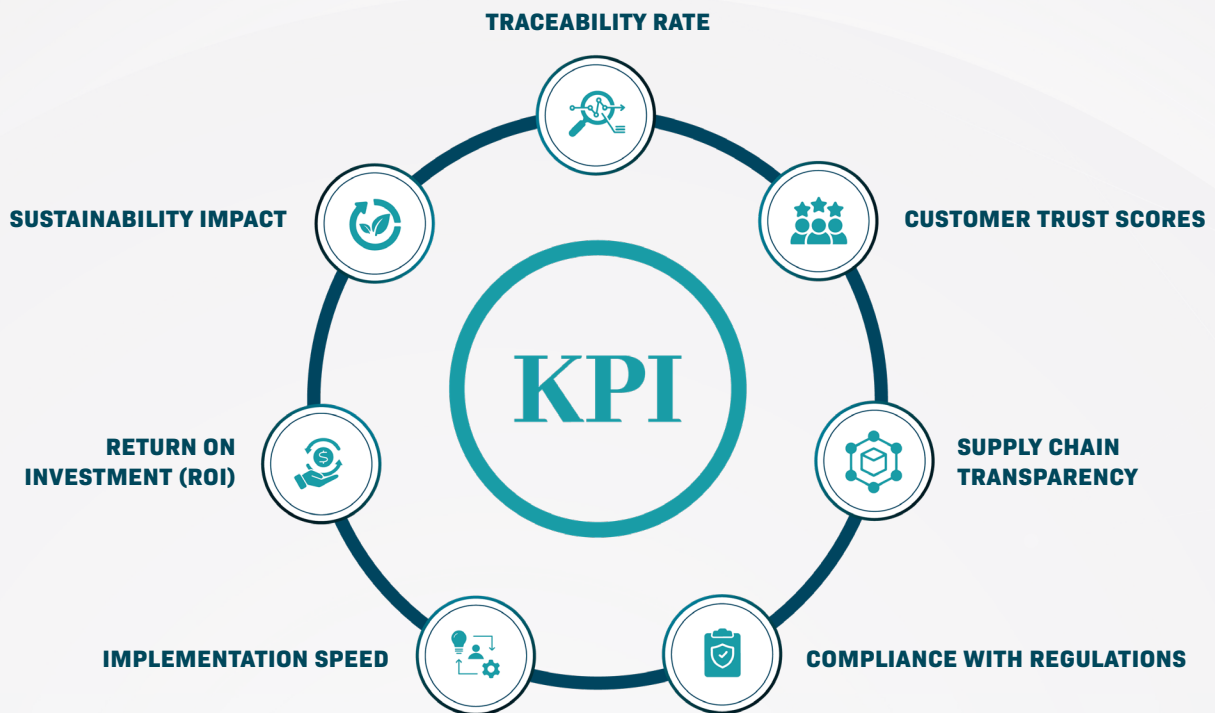 TRACEABILITY RATE
SUSTAINABILITY IMPACT
CUSTOMER TRUST SCORES
KPI
RETURN ON
INVESTMENT (ROI)
SUPPLY CHAIN
TRANSPARENCY
IMPLEMENTATION SPEED
COMPLIANCE WITH REGULATIONS